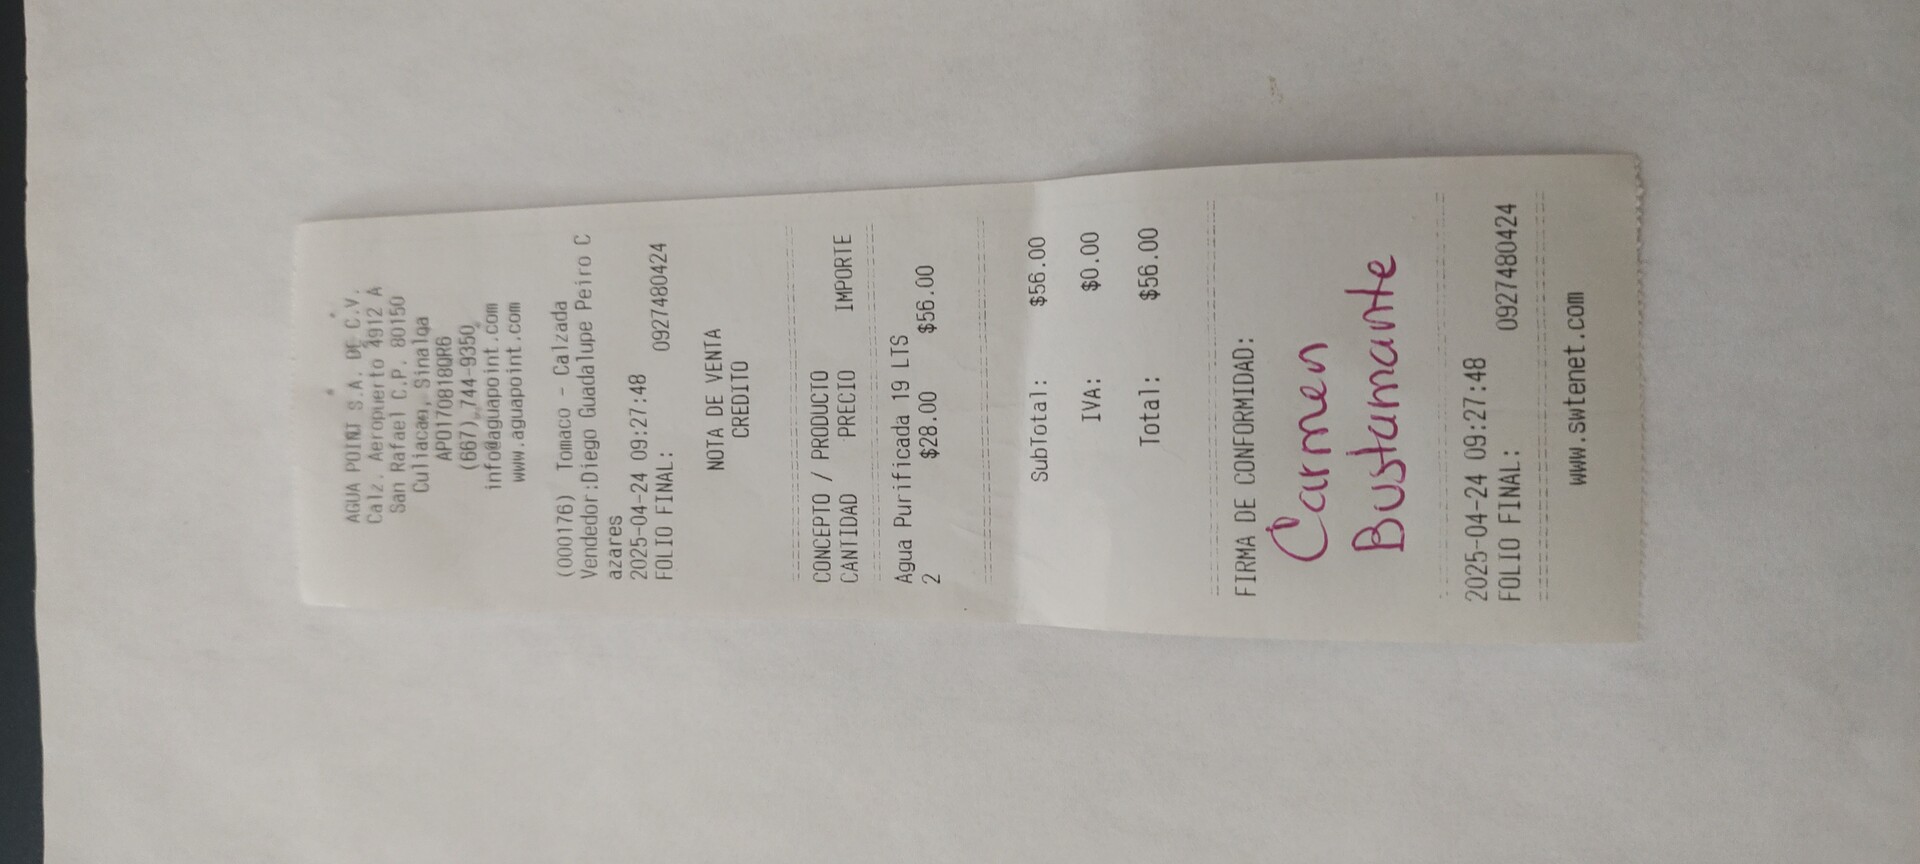 AGUA POINT S.A. DE C.V.
Calz. Aeropuerto 4912 A
San Rafael C.P. 80150
Culiacan, Sinaloa
APO170818QR6
(667) 744-9350
info@aguapoint.com
www.aguapoint.com
(000176) Tomaco - Calzada
Vendedor:Diego Guadalupe Peiro C
azares
2025-04-24 09:27:48
FOLIO FINAL: 0927480424
NOTA DE VENTA
CREDITO
CONCEPTO / PRODUCTO
CANTIDAD PRECIO IMPORTE
Agua Purificada 19 LTS
2 $28.00 $56.00
SubTotal: $56.00
IVA: $0.00
Total: $56.00
FIRMA DE CONFORMIDAD:
Carmen
Bustamante
2025-04-24 09:27:48
FOLIO FINAL: 0927480424
www.swtenet.com